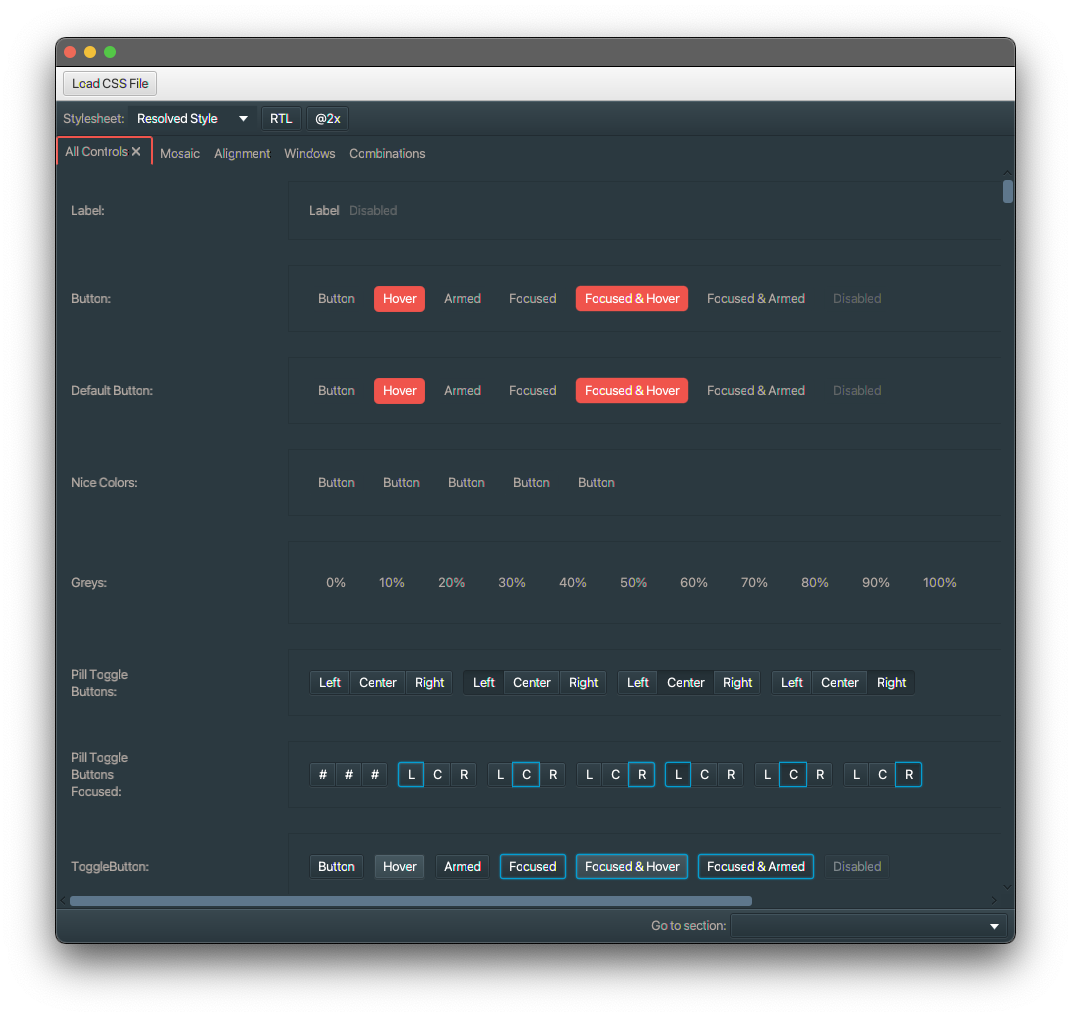 Load CSS File
Stylesheet: Resolved Style RTL @2x
All Controls Mosaic Alignment Windows Combinations
Label: Label Disabled
Button: Button Hover Armed Focused Focused & Hover Focused & Armed Disabled
Default Button: Button Hover Armed Focused Focused & Hover Focused & Armed Disabled
Nice Colors: Button Button Button Button Button
Greys: 0% 10% 20% 30% 40% 50% 60% 70% 80% 90% 100%
Pill Toggle
Buttons:
Left Center Right Left Center Right Left Center Right Left Center Right
Pill Toggle
Buttons
Focused:
# # # L C R L C R L C R L C R L C R L C R
ToggleButton: Button Hover Armed Focused Focused & Hover Focused & Armed Disabled
Go to section: